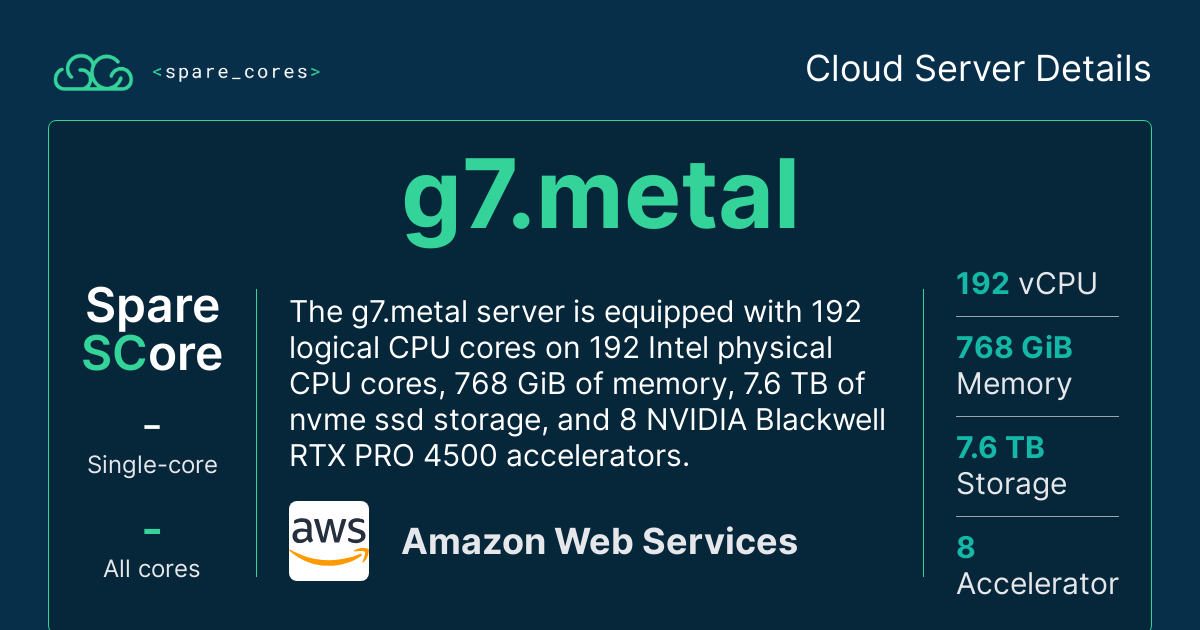 <spare_cores>
Cloud Server Details
g7.metal
Spare
SCore
–
Single-core
–
All cores
The g7.metal server is equipped with 192
logical CPU cores on 192 Intel physical
CPU cores, 768 GiB of memory, 7.6 TB of
nvme ssd storage, and 8 NVIDIA Blackwell
RTX PRO 4500 accelerators.
aws
Amazon Web Services
192 vCPU
768 GiB
Memory
7.6 TB
Storage
8
Accelerator